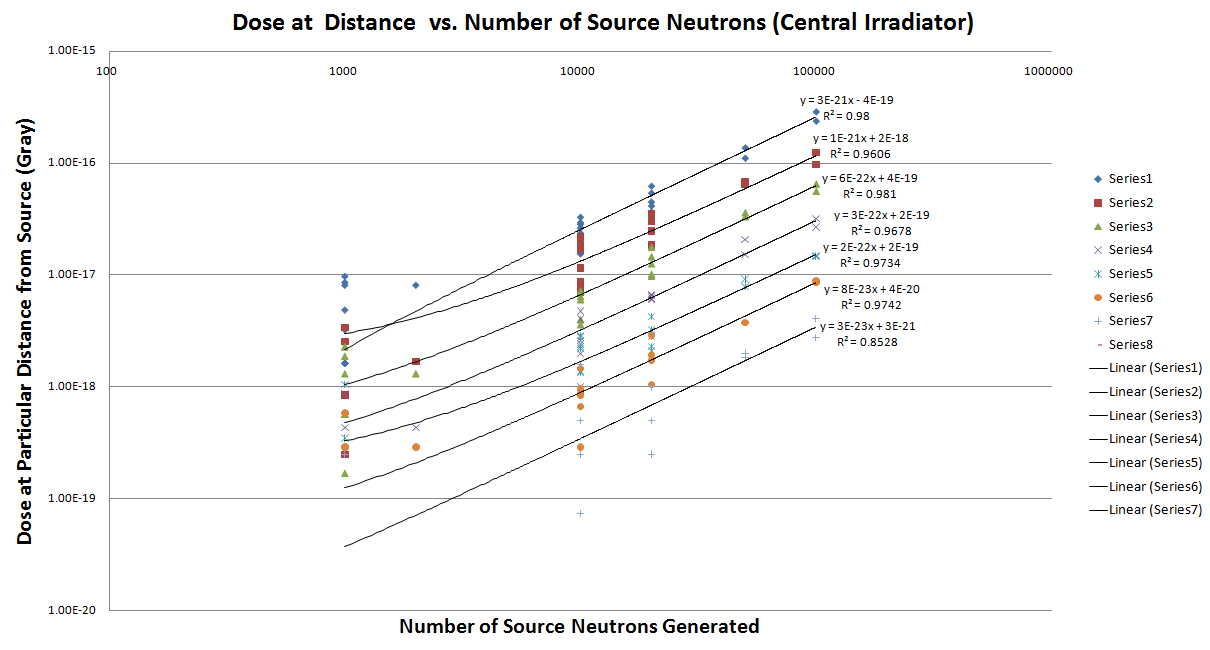 Dose at  Distance  vs. Number of Source Neutrons (Central Irradiator)
1.00E-15
100
1000
10000
100000
1000000
y = 3E-21x - 4E-19
R² = 0.98
y = 1E-21x + 2E-18
R² = 0.9606
1.00E-16
y = 6E-22x + 4E-19
R² = 0.981
y = 3E-22x + 2E-19
R² = 0.9678
y = 2E-22x + 2E-19
R² = 0.9734
1.00E-17
y = 8E-23x + 4E-20
R² = 0.9742
y = 3E-23x + 3E-21
R² = 0.8528
1.00E-18
1.00E-19
1.00E-20
Dose at Particular Distance from Source (Gray)
Number of Source Neutrons Generated
Series1
Series2
Series3
Series4
Series5
Series6
Series7
Series8
Linear (Series1)
Linear (Series2)
Linear (Series3)
Linear (Series4)
Linear (Series5)
Linear (Series6)
Linear (Series7)